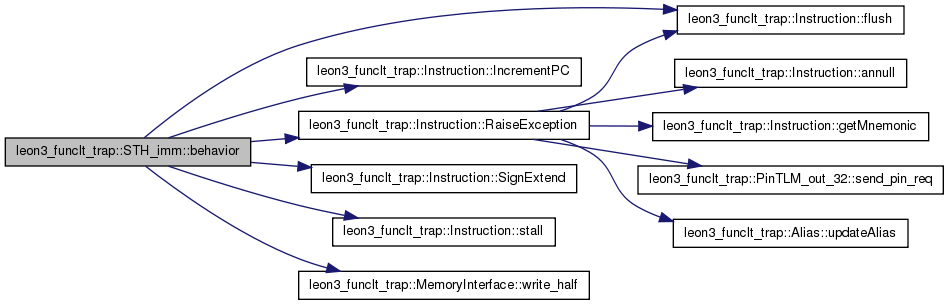 leon3_funclt_trap::STH_imm::behavior
leon3_funclt_trap::Instruction::IncrementPC
leon3_funclt_trap::Instruction::RaiseException
leon3_funclt_trap::Instruction::SignExtend
leon3_funclt_trap::Instruction::stall
leon3_funclt_trap::MemoryInterface::write_half
leon3_funclt_trap::Instruction::flush
leon3_funclt_trap::Instruction::annull
leon3_funclt_trap::Instruction::getMnemonic
leon3_funclt_trap::PinTLM_out_32::send_pin_req
leon3_funclt_trap::Alias::updateAlias